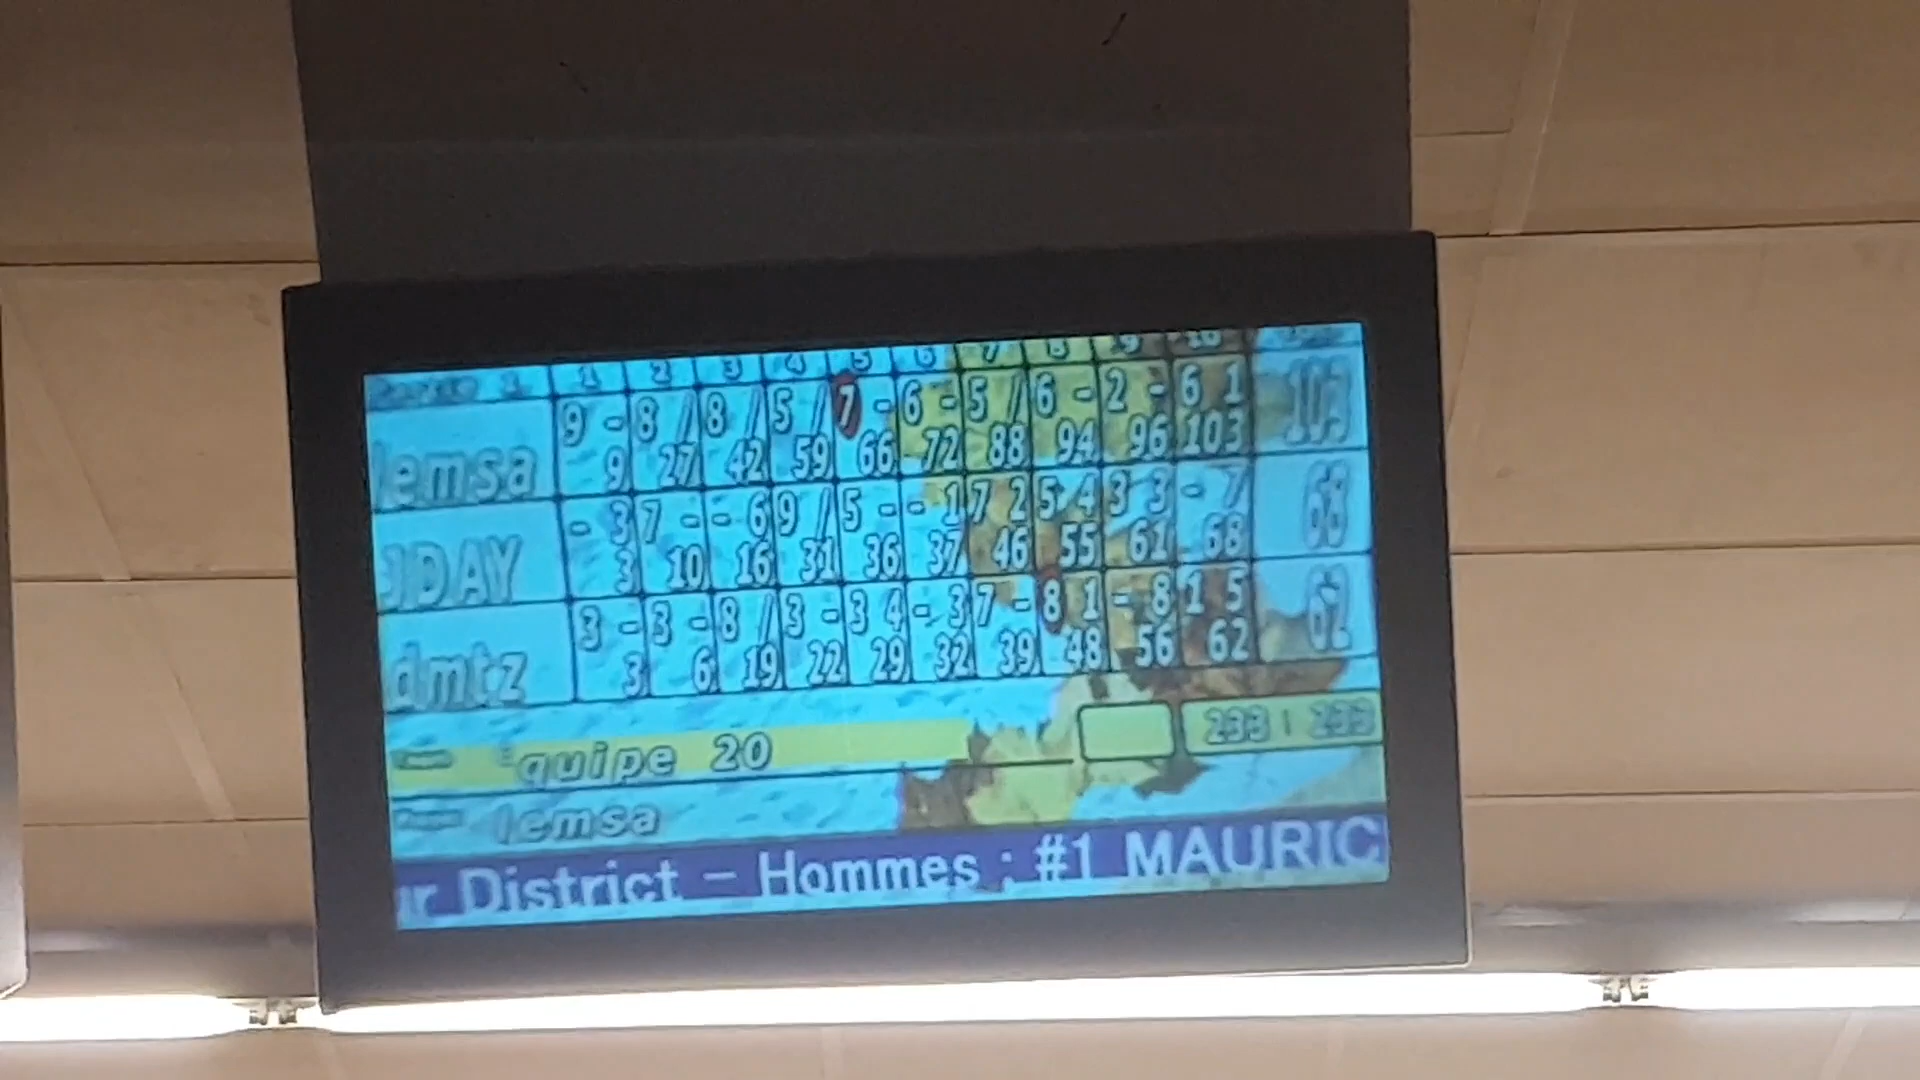 1 2 3 4 5 6 7 8 9 10
9 - 8 / 8 / 5 / 7 - 6 - 5 / 6 - 2 - 6 1 103
lemsa 9 27 42 59 66 72 88 94 96 103
- 3 7 - - 6 9 / 5 - - 1 7 2 5 4 3 3 - 7 68
JDAY 3 10 16 31 36 37 46 55 61 68
3 - 3 - 8 / 3 - 3 4 - 3 7 - 8 1 - 8 1 5 62
dmtz 3 6 19 22 29 32 39 48 56 62
Equipe 20 233 233
lemsa
ur District - Hommes : #1 MAURIC